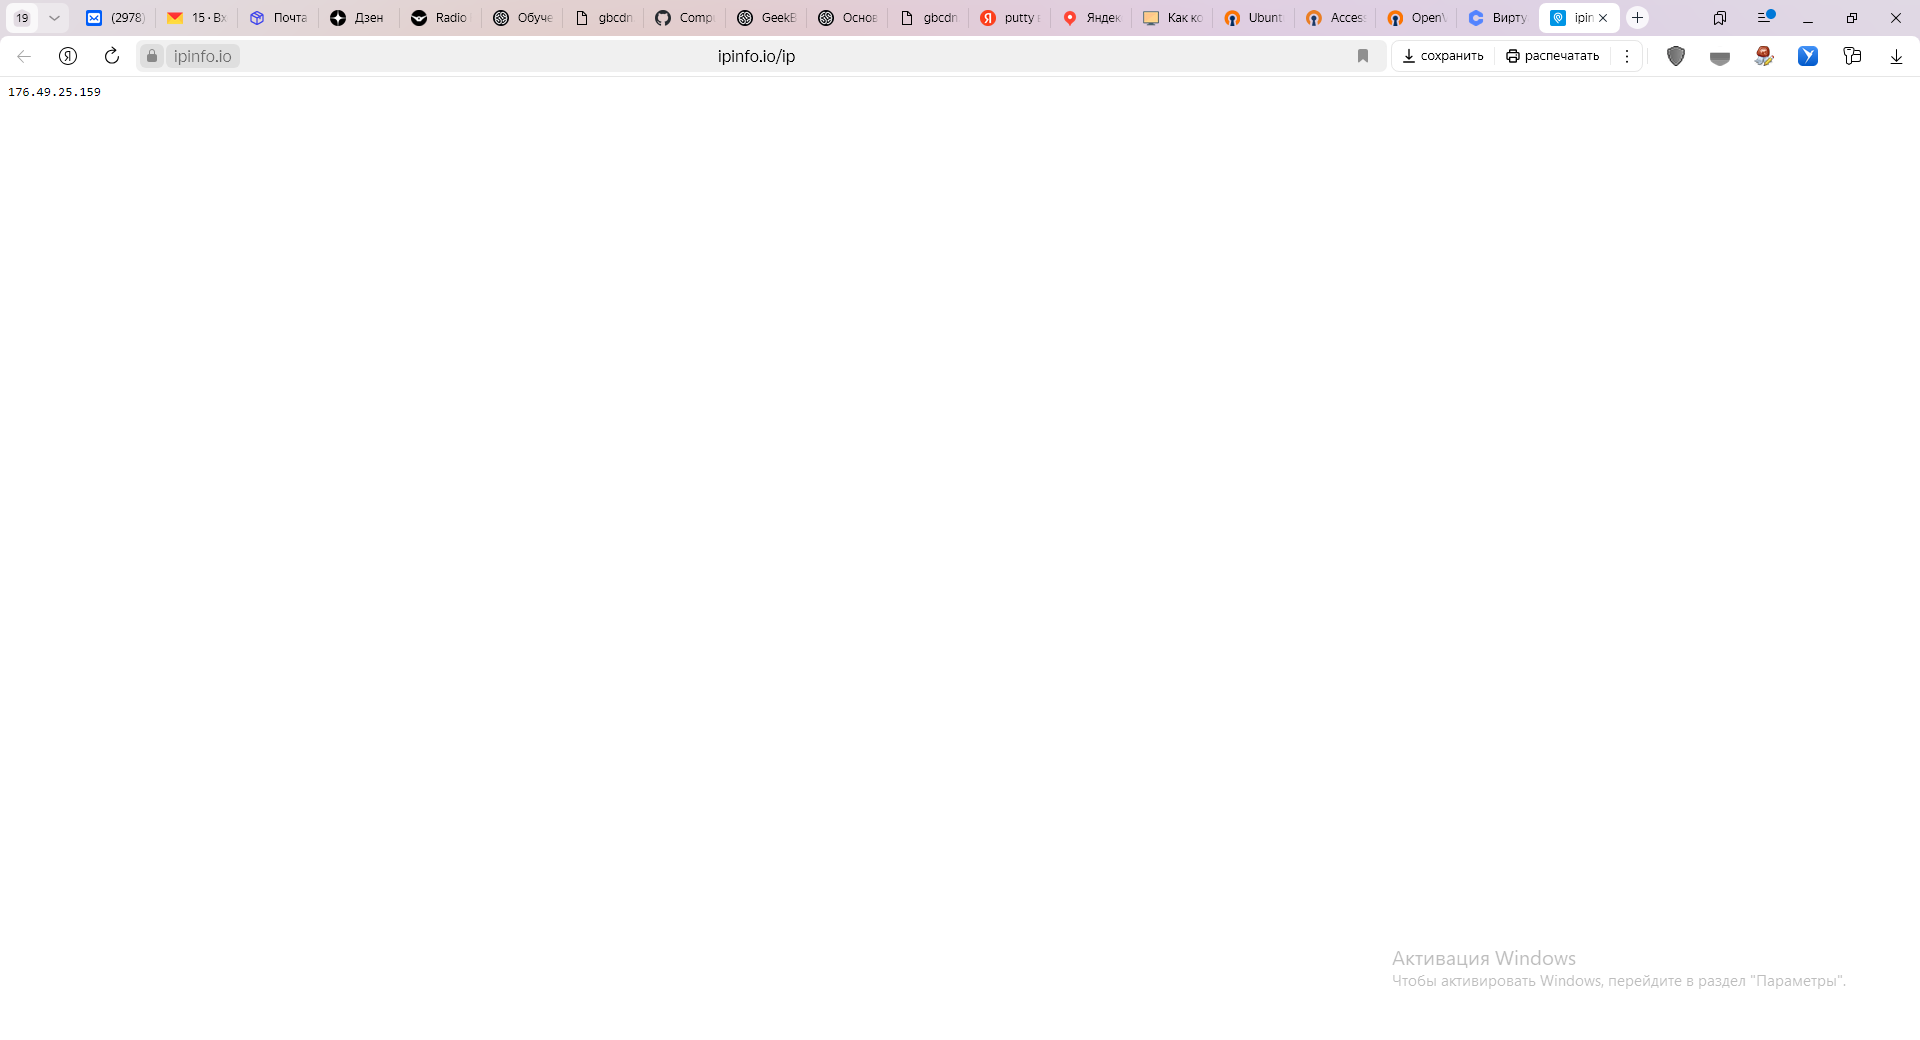 19
(2978)
15 · Вх
Почта
Дзен
Radio
Обуче
gbcdn
Comp
GeekB
Основ
gbcdn
putty
Яндек
Как ко
Ubunt
Acces
OpenV
Вирту
ipin
ipinfo.io
ipinfo.io/ip
сохранить
распечатать
176.49.25.159
Активация Windows
Чтобы активировать Windows, перейдите в раздел "Параметры".